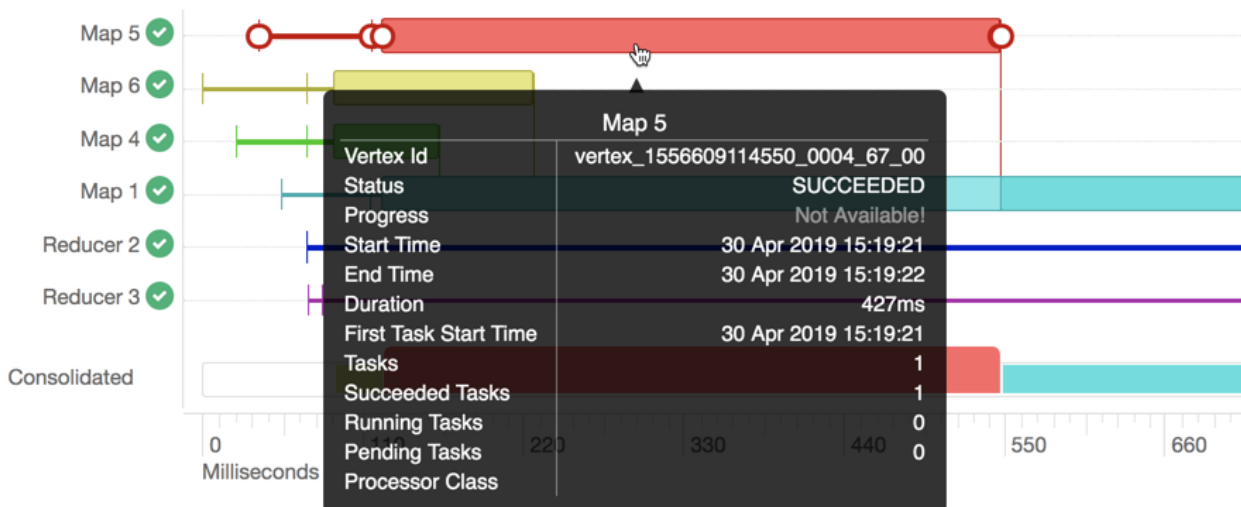 Map 5
Map 6
Map 4
Map 1
Reducer 2
Reducer 3
Consolidated
Map 5
Vertex Id vertex_1556609114550_0004_67_00
Status SUCCEEDED
Progress Not Available!
Start Time 30 Apr 2019 15:19:21
End Time 30 Apr 2019 15:19:22
Duration 427ms
First Task Start Time 30 Apr 2019 15:19:21
Tasks 1
Succeeded Tasks 1
Running Tasks 0
Pending Tasks 0
Processor Class
0 110 220 330 440 550 660
Milliseconds